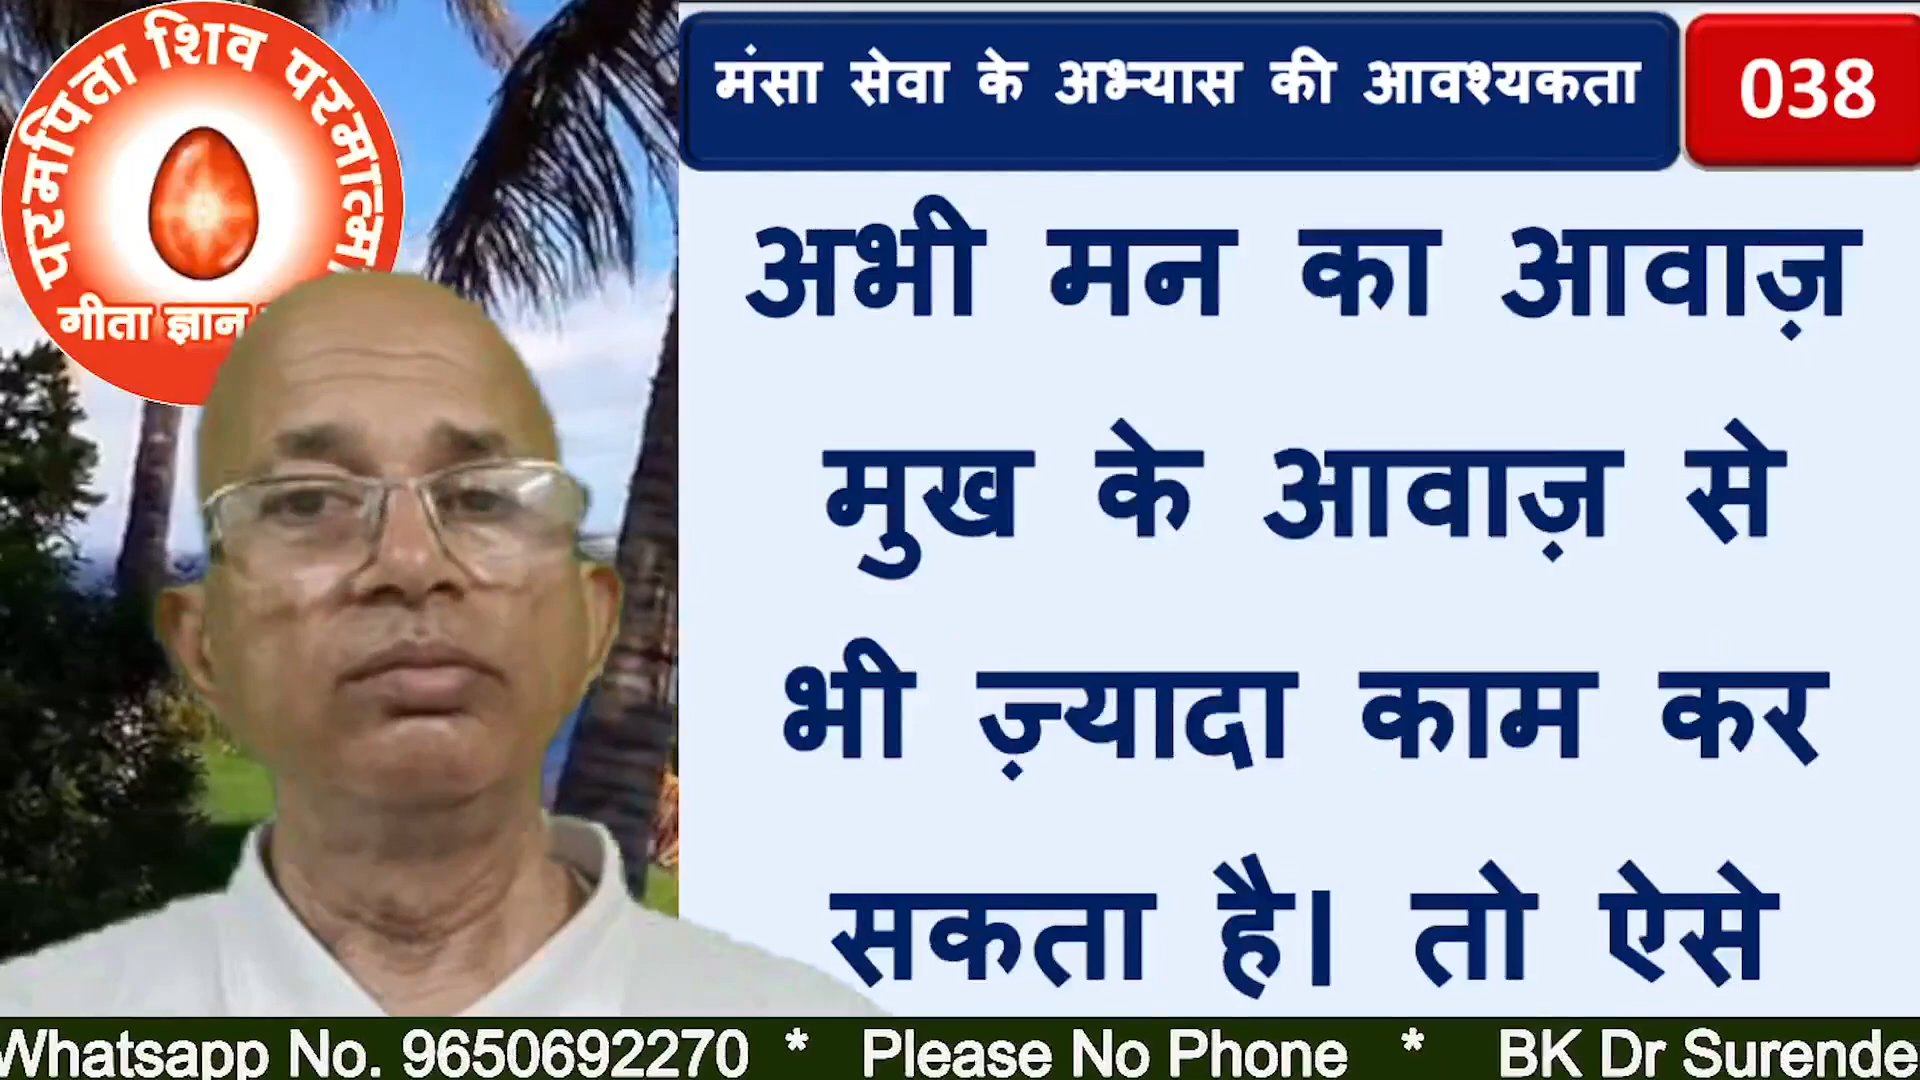 परमपिता शिव परमात्मा
गीता ज्ञान
मंसा सेवा के अभ्यास की आवश्यकता
038
अभी मन का आवाज़
मुख के आवाज़ से
भी ज़्यादा काम कर
सकता है। तो ऐसे
Whatsapp No. 9650692270 * Please No Phone * BK Dr Surende